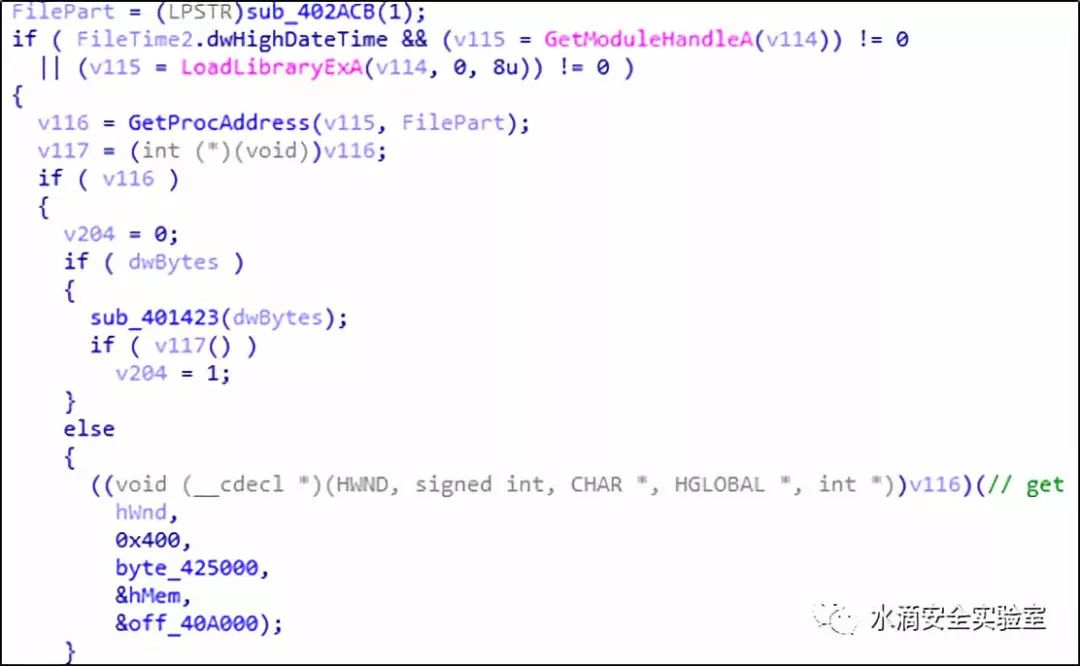 FilePart = (LPSTR)sub_402ACB(1);
if ( FileTime2.dwHighDateTime && (v115 = GetModuleHandleA(v114)) != 0
|| (v115 = LoadLibraryExA(v114, 0, 8u)) != 0 )
{
v116 = GetProcAddress(v115, FilePart);
v117 = (int (*)(void))v116;
if ( v116 )
{
v204 = 0;
if ( dwBytes )
{
sub_401423(dwBytes);
if ( v117() )
v204 = 1;
}
else
{
((void (__cdecl *)(HWND, signed int, CHAR *, HGLOBAL *, int *))v116)(// get
hWnd,
0x400,
byte_425000,
&hMem,
&off_40A000);
}
水滴安全实验室